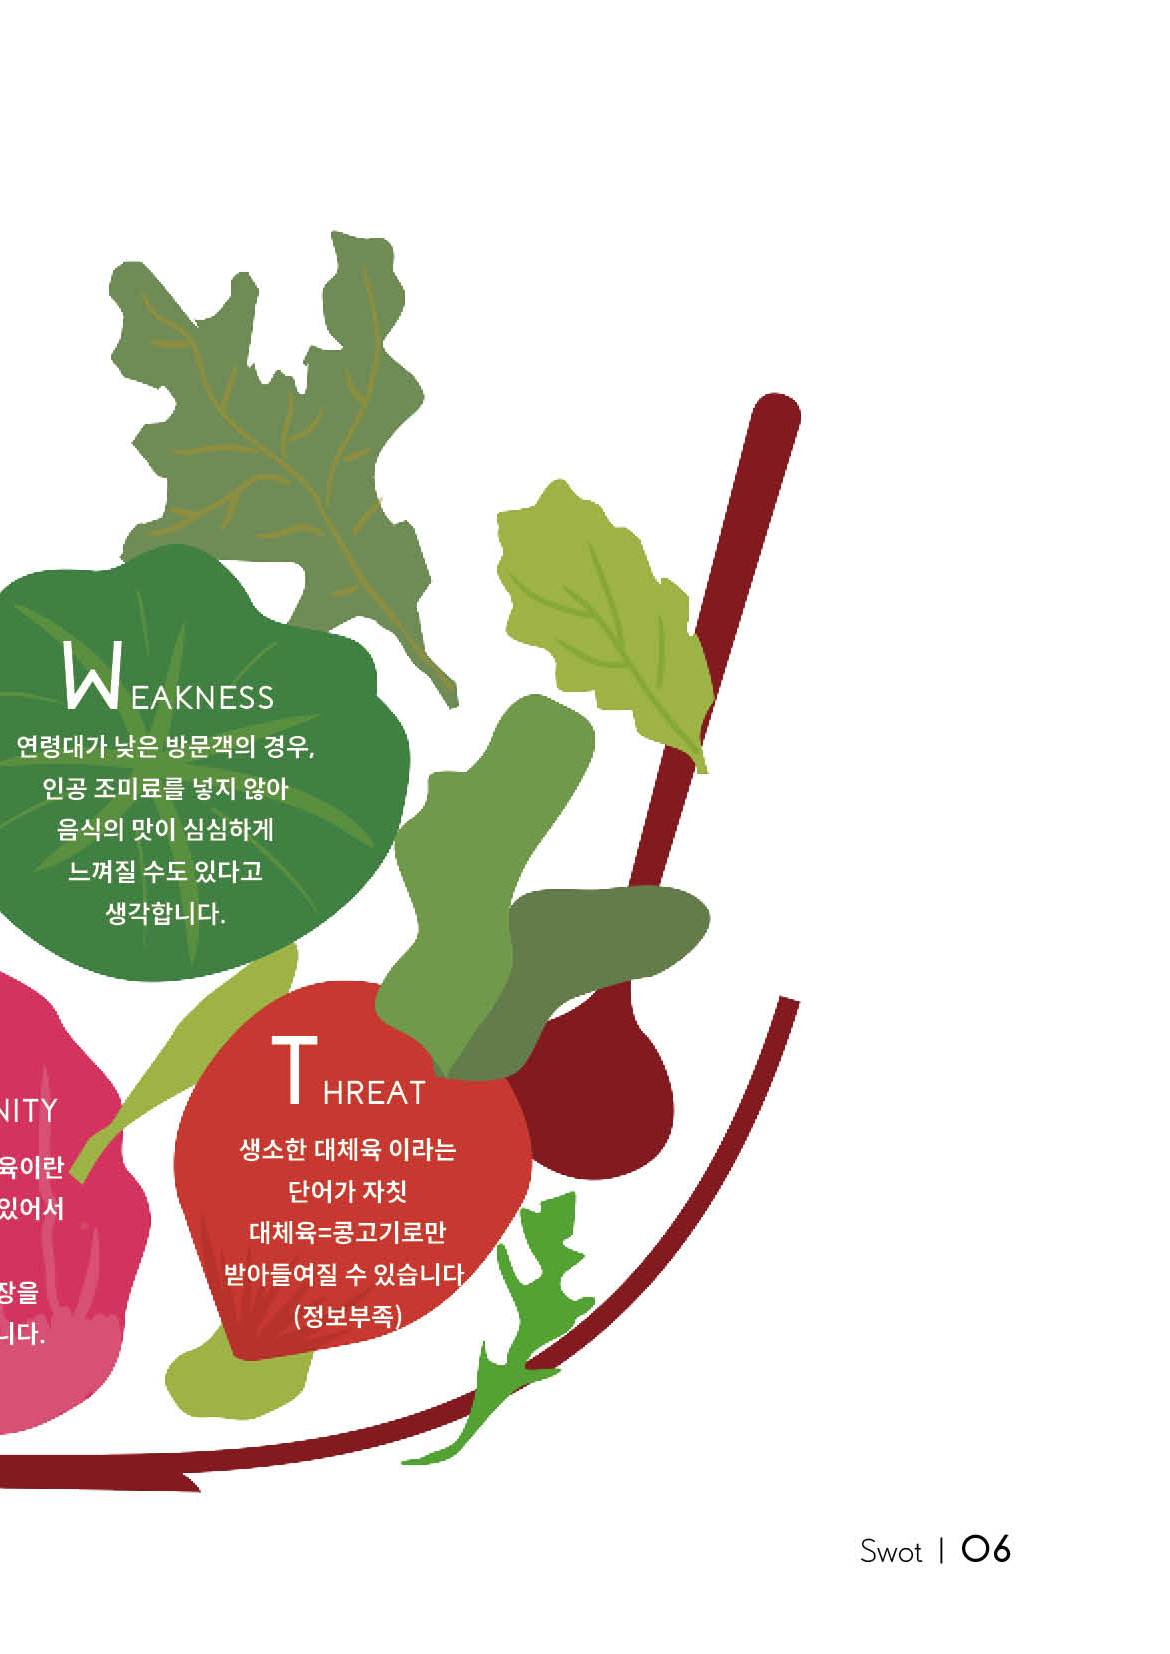 WEAKNESS
연령대가 낮은 방문객의 경우,
인공 조미료를 넣지 않아
음식의 맛이 심심하게
느껴질 수도 있다고
생각합니다.
NITY
육이란
있어서
장을
니다.
THREAT
생소한 대체육 이라는
단어가 자칫
대체육=콩고기로만
받아들여질 수 있습니다
(정보부족)
Swot | 06